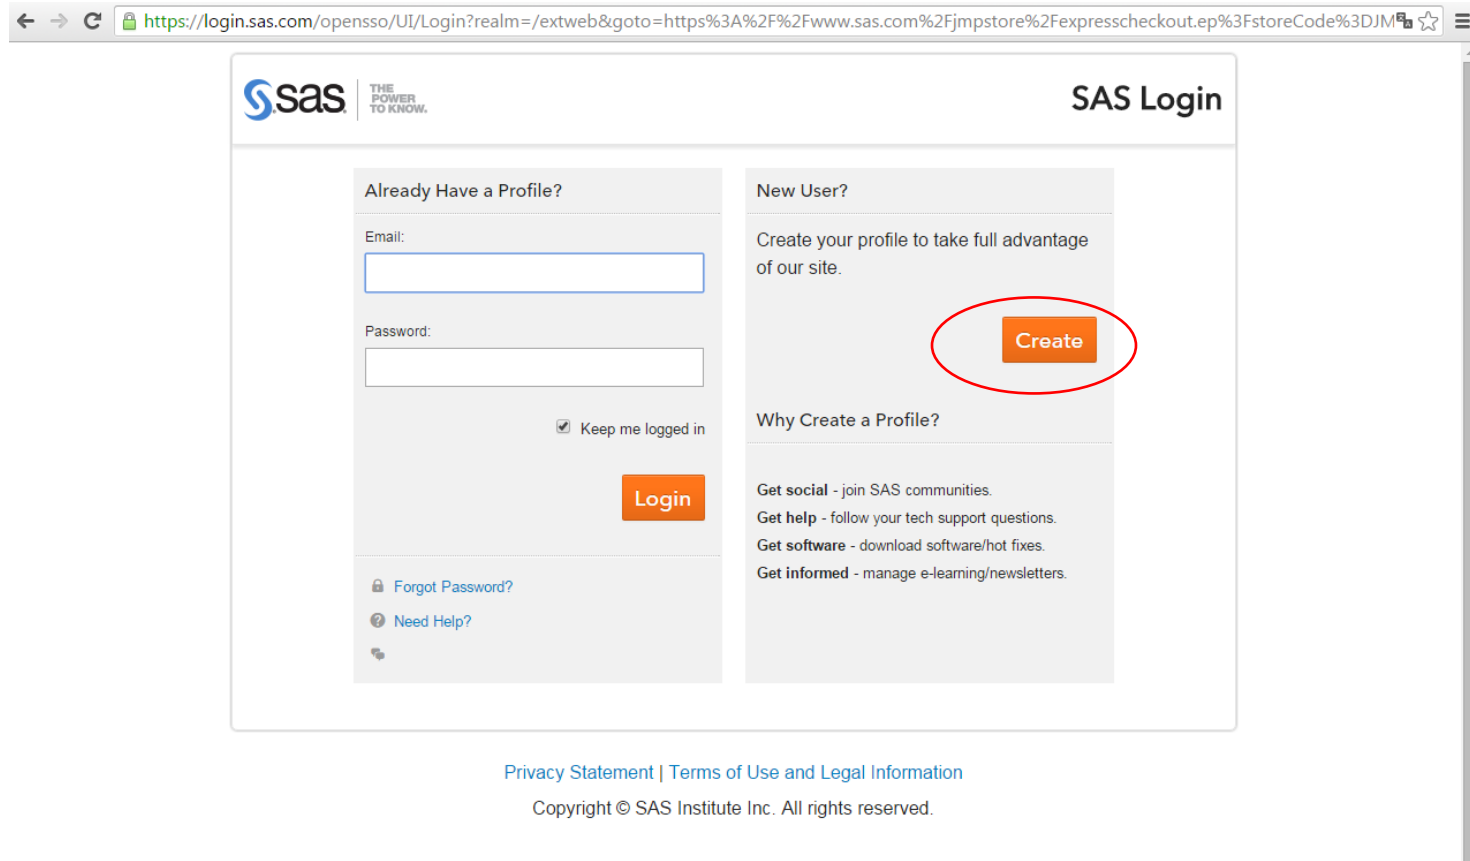 https://login.sas.com/opensso/UI/Login?realm=/extweb&goto=https%3A%2F%2Fwww.sas.com%2Fjmpstore%2Fexpresscheckout.ep%3FstoreCode%3DJM
sas THE POWER TO KNOW.
SAS Login
Already Have a Profile?
Email:
Password:
Keep me logged in
Login
Forgot Password?
Need Help?
New User?
Create your profile to take full advantage
of our site.
Create
Why Create a Profile?
Get social - join SAS communities.
Get help - follow your tech support questions.
Get software - download software/hot fixes.
Get informed - manage e-learning/newsletters.
Privacy Statement | Terms of Use and Legal Information
Copyright © SAS Institute Inc. All rights reserved.